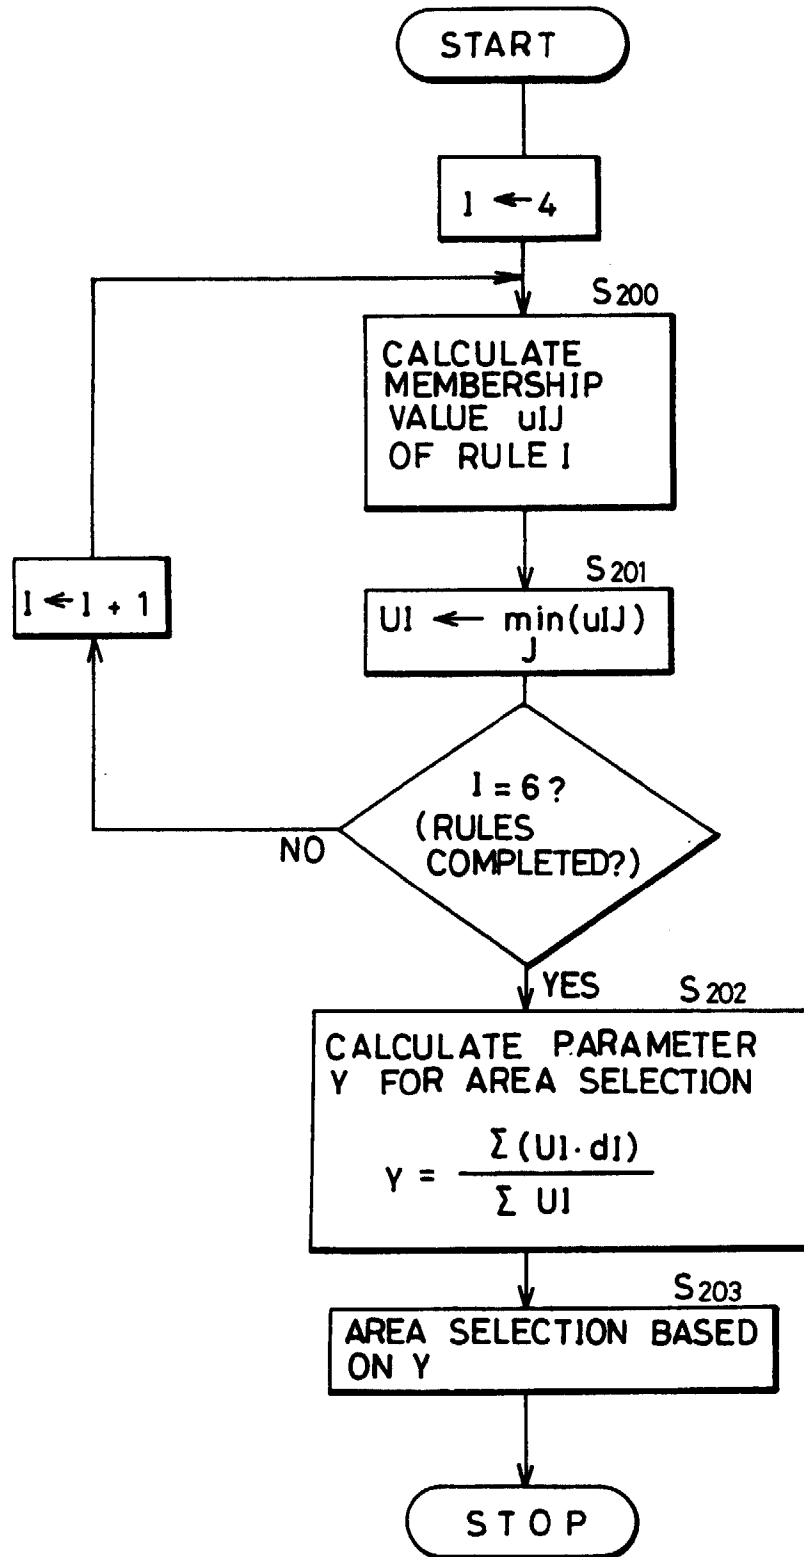 START
I ← 4
S200
CALCULATE
MEMBERSHIP
VALUE uIJ
OF RULE I
I ← I + 1
S201
UI ← min(uIJ)
J
I = 6?
(RULES
COMPLETED?)
NO
YES
S202
CALCULATE PARAMETER
Y FOR AREA SELECTION
Y = Σ (UI·dI)
Σ UI
S203
AREA SELECTION BASED
ON Y
STOP